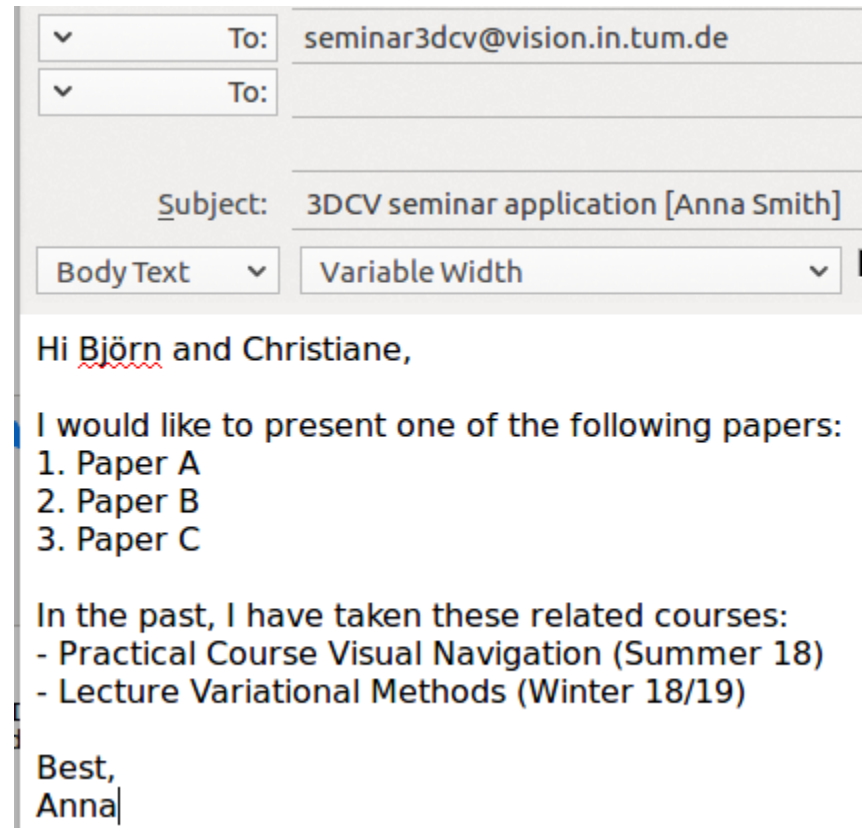 To: seminar3dcv@vision.in.tum.de
To:
Subject: 3DCV seminar application [Anna Smith]
Body Text Variable Width
Hi Björn and Christiane,
I would like to present one of the following papers:
1. Paper A
2. Paper B
3. Paper C
In the past, I have taken these related courses:
- Practical Course Visual Navigation (Summer 18)
- Lecture Variational Methods (Winter 18/19)
Best,
Anna